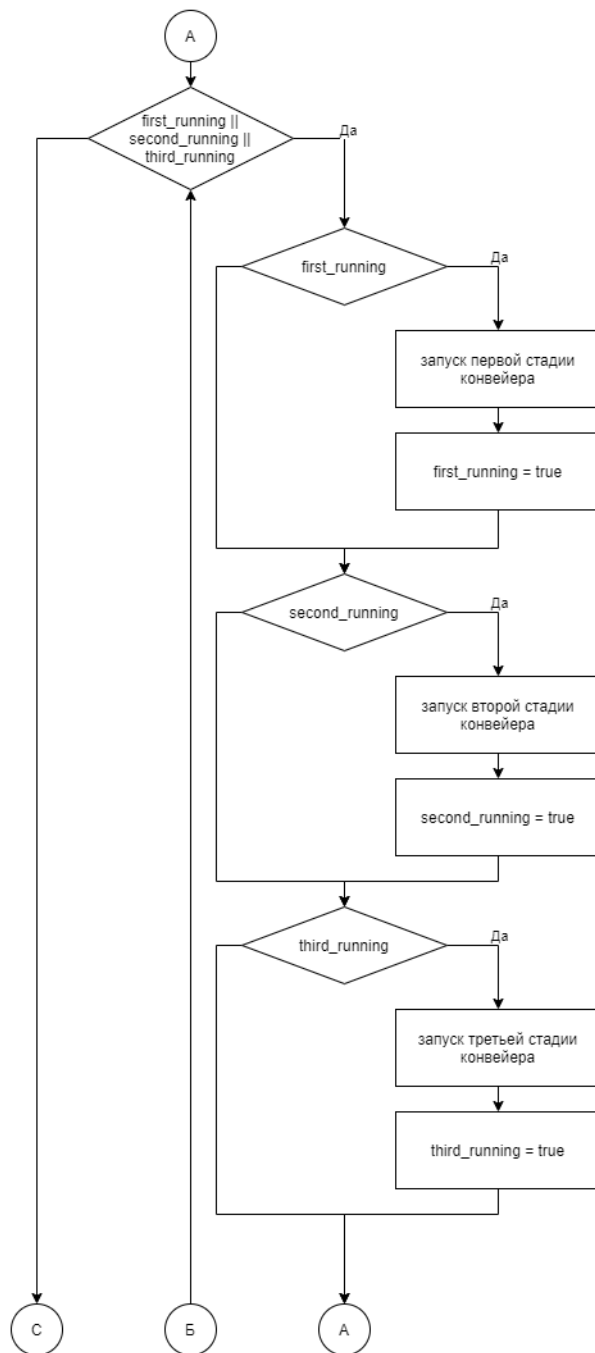 А
first_running ||
second_running ||
third_running
Да
first_running
Да
запуск первой стадии
конвейера
first_running = true
second_running
Да
запуск второй стадии
конвейера
second_running = true
third_running
Да
запуск третьей стадии
конвейера
third_running = true
С
Б
А